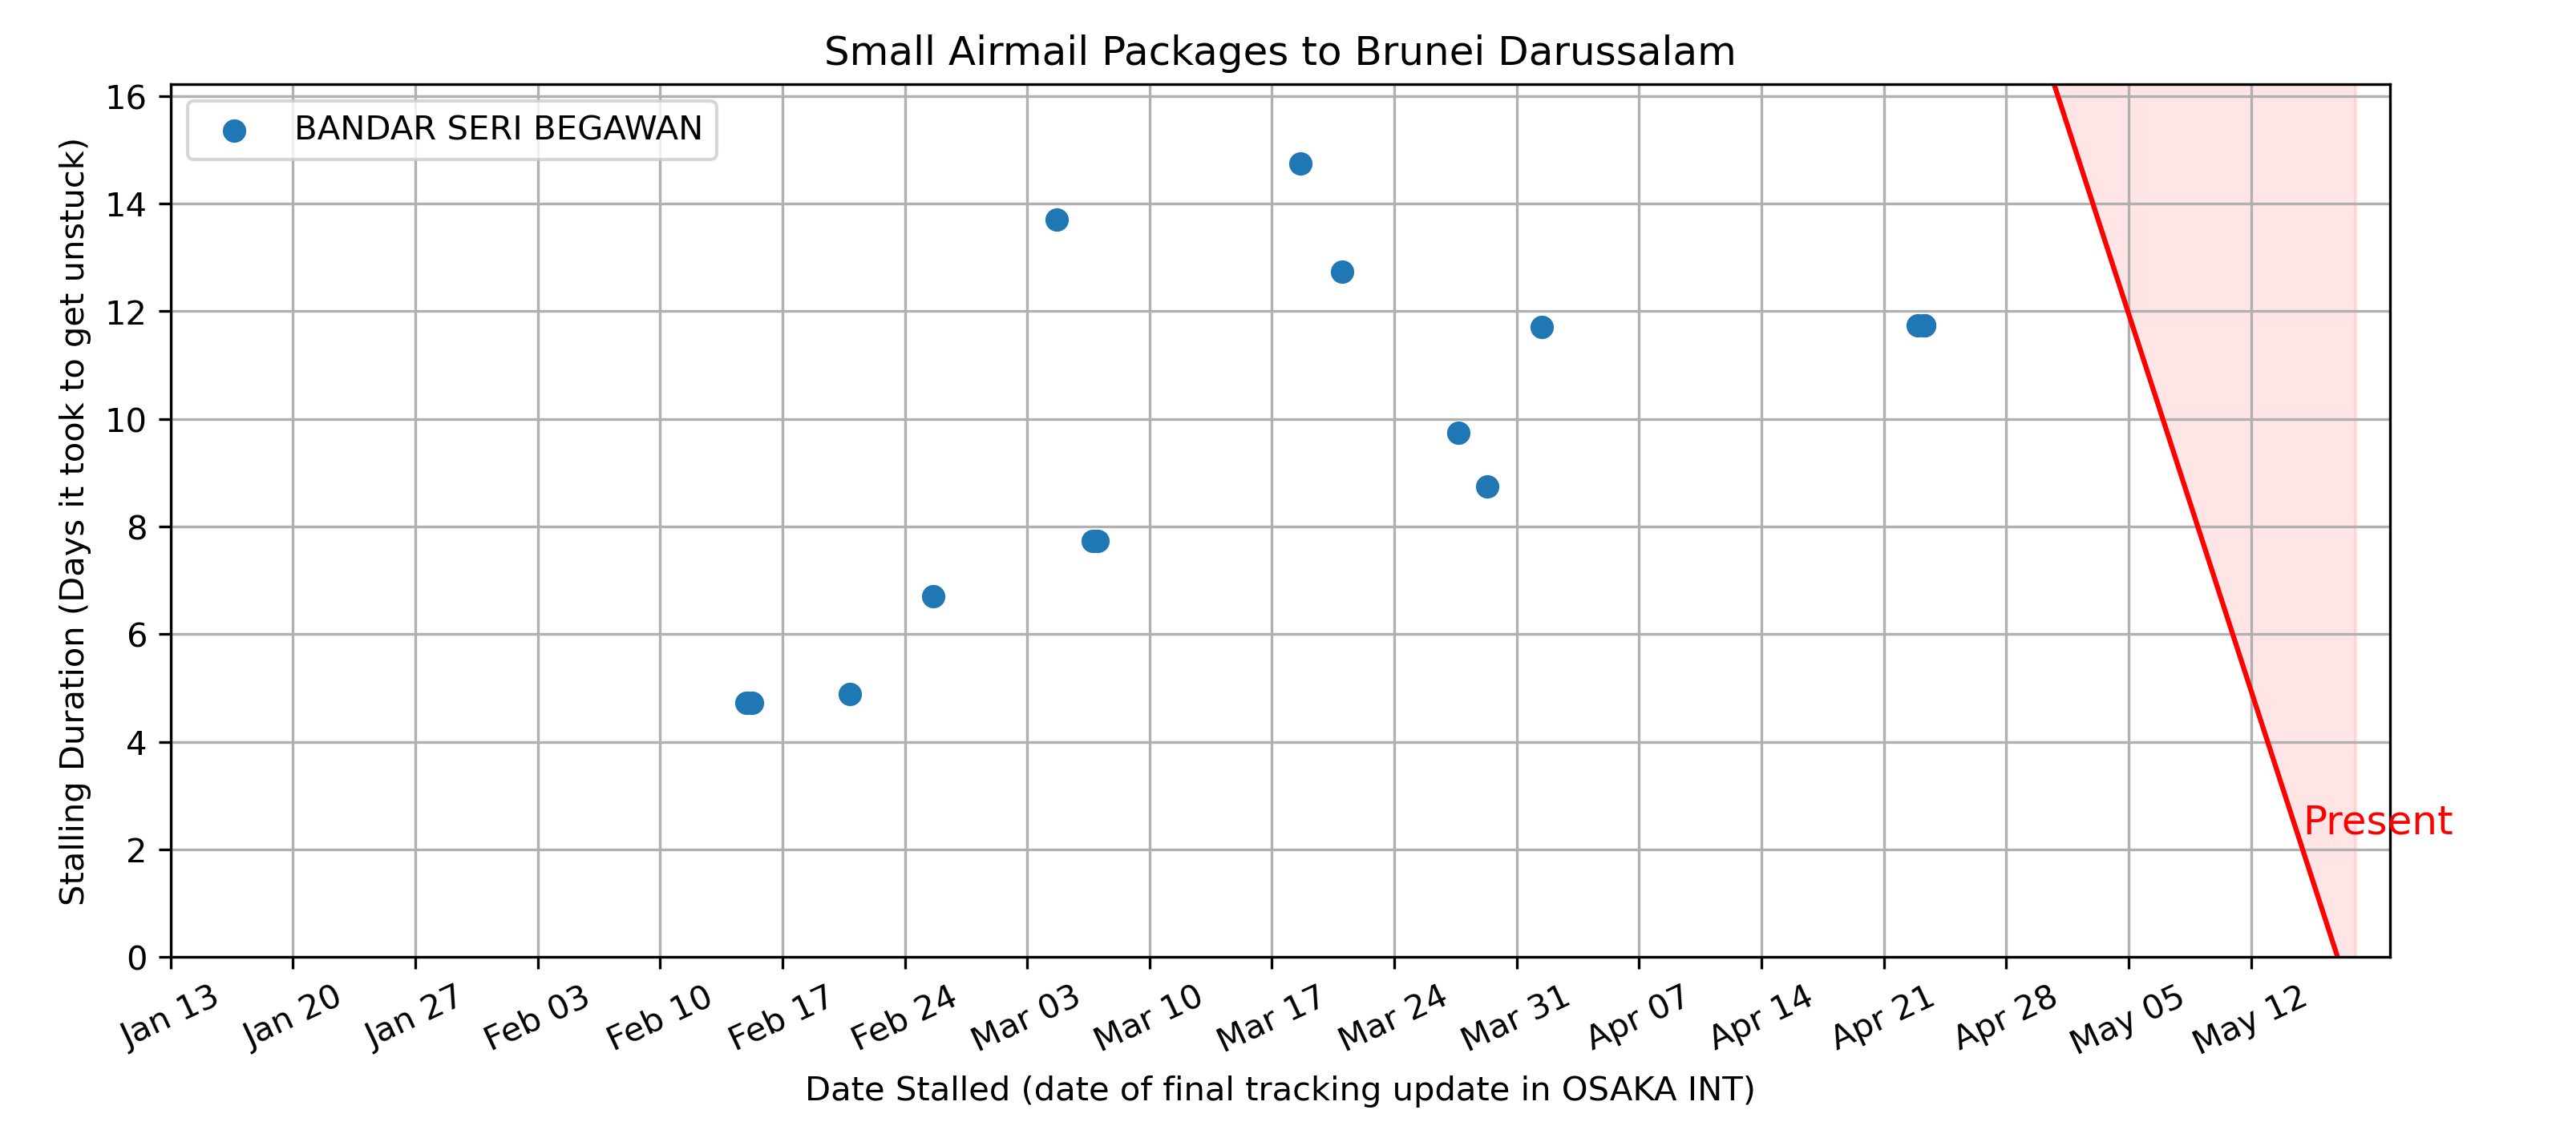 Small Airmail Packages to Brunei Darussalam
BANDAR SERI BEGAWAN
Stalling Duration (Days it took to get unstuck)
16
14
12
10
8
6
4
2
0
Present
Jan 13
Jan 20
Jan 27
Feb 03
Feb 10
Feb 17
Feb 24
Mar 03
Mar 10
Mar 17
Mar 24
Mar 31
Apr 07
Apr 14
Apr 21
Apr 28
May 05
May 12
Date Stalled (date of final tracking update in OSAKA INT)